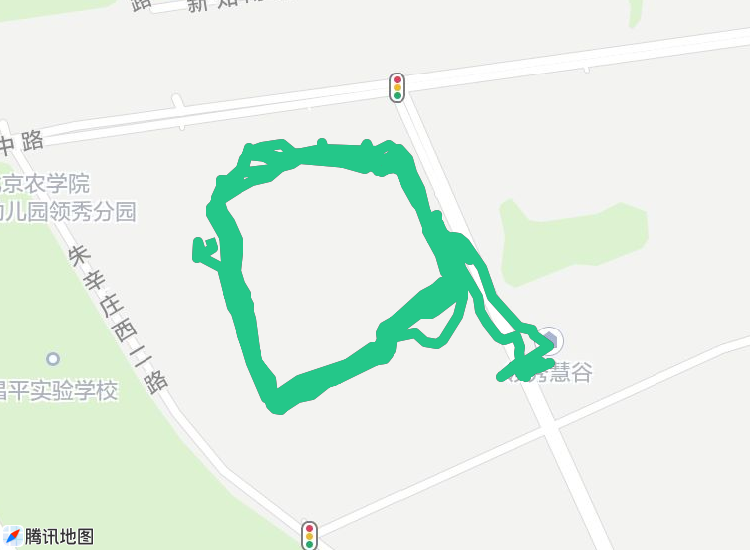 路
中路
京农学院
幼儿园领秀分园
朱辛庄西二路
秀慧谷
昌平实验学校
腾讯地图